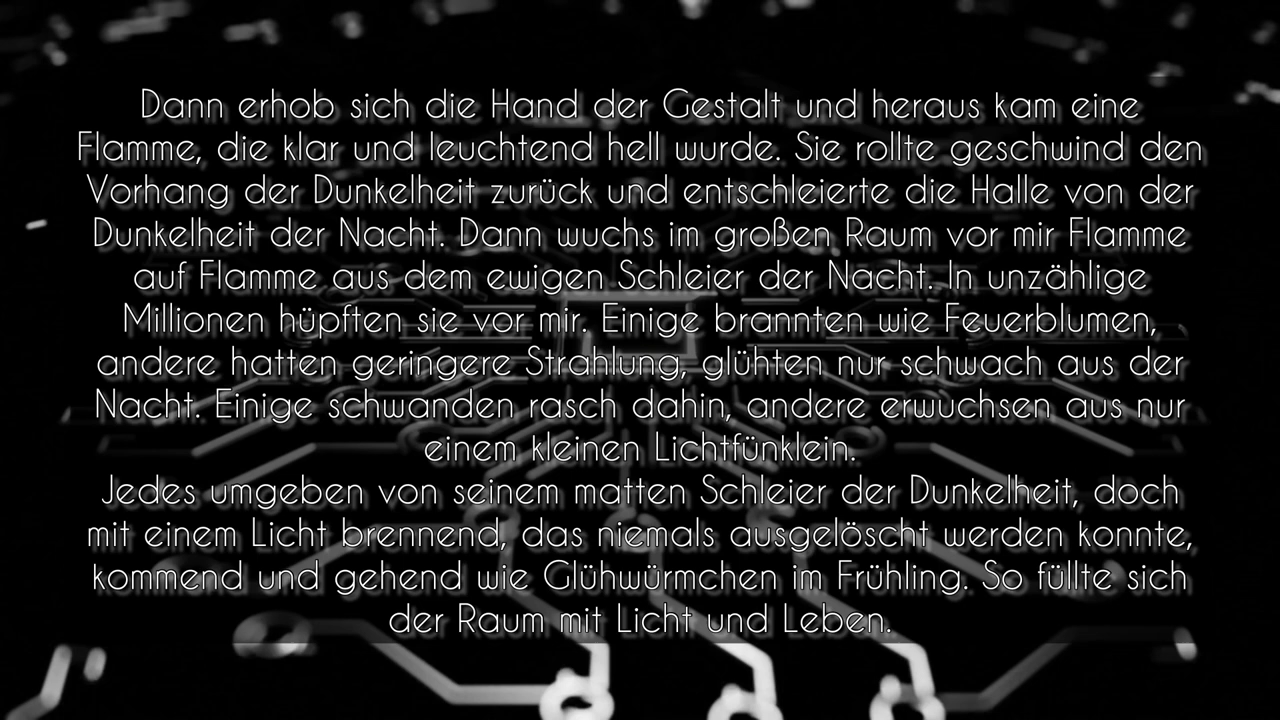 Dann erhob sich die Hand der Gestalt und heraus kam eine
Flamme, die klar und leuchtend hell wurde. Sie rollte geschwind den
Vorhang der Dunkelheit zurück und entschleierte die Halle von der
Dunkelheit der Nacht. Dann wuchs im großen Raum vor mir Flamme
auf Flamme aus dem ewigen Schleier der Nacht. In unzählige
Millionen hüpften sie vor mir. Einige brannten wie Feuerblumen,
andere hatten geringere Strahlung, glühten nur schwach aus der
Nacht. Einige schwanden rasch dahin, andere erwuchsen aus nur
einem kleinen Lichtfünklein.
Jedes umgeben von seinem matten Schleier der Dunkelheit, doch
mit einem Licht brennend, das niemals ausgelöscht werden konnte,
kommend und gehend wie Glühwürmchen im Frühling. So füllte sich
der Raum mit Licht und Leben.